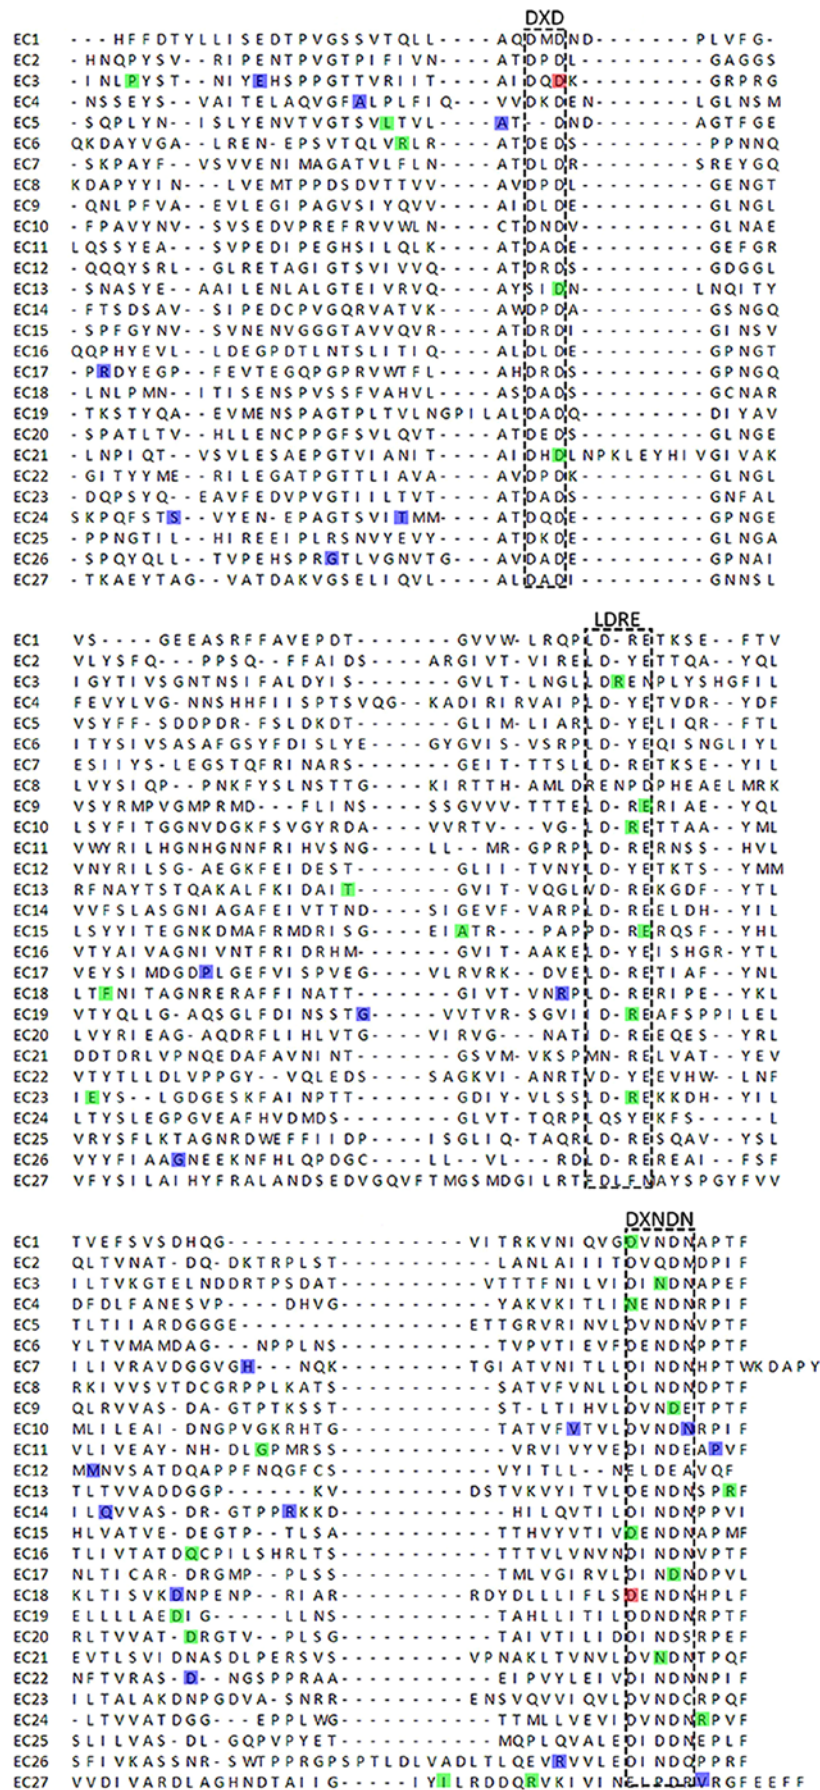 DXD
EC1 - - - HFFDTYLLISEDTPVGSSVTQLL - - - - AQDMDND - - - - - - - PLVFG -
EC2 - HNQPYSV - - RIPENTPVGTPIFIVN - - - - ATDPDL - - - - - - - - - GAGGS
EC3 - INLPYST - - NIYEHSPPGTTVRIIT - - - - AIDQDK - - - - - - - - - GRPRG
EC4 - NSSEYS - - VAITELAQVGFALPLFIQ - - VVDKDEN - - - - - - - LGLNSM
EC5 - SQPLYN - - ISLYENVTVGTSVLTVL - - - - AT - - DND - - - - - - - AGTFGE
EC6 QKDAYVGA - - LREN - EPSVTQLVRLR - - - - ATDEDS - - - - - - - - - PPNNQ
EC7 - SKPAYF - - VSVVENIMAGATVLFLN - - - - ATDLDR - - - - - - - - SREYGQ
EC8 KDAPYYIN - - - LVEMTPPDSDVTTVV - - - - AVDPDL - - - - - - - - - GENGT
EC9 - QNLPFVA - - EVLEGIPAGVSIYQVV - - - - AIDLDE - - - - - - - - - GLNGL
EC10 - FPAVYNV - - SVSEDVPREFRVVWLN - - - - CTDNDV - - - - - - - - - GLNAE
EC11 LQSSYEA - - - SVPEDIPEGHSILQLK - - - - ATDADE - - - - - - - - - GEFGR
EC12 - QQQYSRL - - GLRETAGIGTSVIVVQ - - - - ATDRDS - - - - - - - - - GDGGL
EC13 - SNASYE - - AAILENLALGTEIVRVQ - - - - AYSIDN - - - - - - - - LNQITY
EC14 - FTSDSAV - - SIPEDCPVGQRVATVK - - - - AWDPDA - - - - - - - - - GSNGQ
EC15 - SPFGYNV - - SVNENVGGGTAVVQVR - - - - ATDRDI - - - - - - - - - GINSV
EC16 QQPHYEVL - - LDEGPDTLNTSLITIQ - - - - ALDLDE - - - - - - - - - GPNGT
EC17 - PRDYEGP - - FEVTEGQPGPRVWTFL - - - - AHDRDS - - - - - - - - - GPNGQ
EC18 - LNLPMN - - ITISENSPVSSFVAHVL - - - - ASDADS - - - - - - - - - GCNAR
EC19 - TKSTYQA - - EVMENSPAGTPLTVLNGPILALDADQ - - - - - - - - - DIYAV
EC20 - SPATLTV - - HLLENCPPGFSVLQVT - - - - ATDEDS - - - - - - - - - GLNGE
EC21 - LNPIQT - - VSVLESAEPGTVIANIT - - - - AIDHDLNPKLEYHIVGIVAK
EC22 - GITYYME - - RILEGATPGTTLIAVA - - - - AVDPDK - - - - - - - - - GLNGL
EC23 - DQPSYQ - - EAVFEDVPVGTIILTVT - - - - ATDADS - - - - - - - - - GNFAL
EC24 SKPQFSTS - - VYEN - EPAGTSVITMM - - - - ATDQDE - - - - - - - - - GPNGE
EC25 - PPNGTIL - - HIREEIPLRSNVYEVY - - - - ATDKDE - - - - - - - - - GLNGA
EC26 - SPQYQLL - - TVPEHSPRGTLVGNVTG - - - AVDADE - - - - - - - - - GPNAI
EC27 - TKAEYTAG - - VATDAKVGSELIQVL - - - - ALDADI - - - - - - - - - GNNSL
LDRE
EC1 VS - - - - GEEASRFFAVEPDT - - - - - - - GVVW - LRQPLD - RETKSE - - FTV
EC2 VLYSFQ - - - PPSQ - - FFAIDS - - - - - ARGIVT - VIRELD - YETTQA - - YQL
EC3 IGYTIVSGNTNSIFALDYIS - - - - - - - GVLT - LNGLLDRENPLYSHGFIL
EC4 FEVYLVG - NNSHHFIISPTSVQG - - KADIRIRVAIPLD - YETVDR - - YDF
EC5 VSYFF - SDDPDR - FSLDKDT - - - - - - - GLIM - LIARLD - YELIQR - - FTL
EC6 ITYSIVSASAFGSYFDISLYE - - - - GYGVIS - VSRPLD - YEQISNGLIYL
EC7 ESIIYS - LEGSTQFRINARS - - - - - - - GEIT - TTSLLD - RETKSE - - YIL
EC8 LVYSIQP - - PNKFYSLNSTTG - - - - KIRTTH - AMLDRENPDPHEAELMRK
EC9 VSYRMPVGMPRMD - - - FLINS - - - - SSGVVV - TTTELD - RERIAE - - YQL
EC10 LSYFITGGNVDGKFSVGYRDA - - - - VVRTV - - - VG - LD - RETTAA - - YML
EC11 VWYRILHGNHGNNFRIHVSNG - - - - LL - - MR - GPRPLD - RERNSS - - HVL
EC12 VNYRILSG - AEGKFEIDEST - - - - - - - GLII - TVNYLD - YETKTS - - YMM
EC13 RFNAYTSTQAKALFKIDAIT - - - - - - - GVIT - VQGLVD - REKGDF - - YTL
EC14 VVFSLASGNIAGAFEIVTTND - - - - SIGEVF - VARPLD - REELDH - - YIL
EC15 LSYYITEGNKDMAFRMDRISG - - - - EIATR - - - PAPPD - RERQSF - - YHL
EC16 VTYAIVAGNIVNTFRIDRHM - - - - - - - GVIT - AAKELD - YEISHGR - YTL
EC17 VEYSIMDGDPLGEFVISPVEG - - - - VLRVRK - - DVELD - RETIAF - - YNL
EC18 LTFNITAGNRERAFFINATT - - - - - - - GIVT - VNRPLD - RERIPE - - YKL
EC19 VTYQLLG - AQSGLFDINSSTG - - - - - VVTVR - SGVIID - REAFSPPILEL
EC20 LVYRIEAG - AQDRFLIHLVTG - - - - VIRVG - - NATID - REEQES - - YRL
EC21 DDTDRLVPNQEDAFAVNINT - - - - - - - GSVM - VKSPMN - RELVAT - - YEV
EC22 VTYTLLDLVPPGY - - VQLEDS - - - - SAGKVI - ANRTVD - YEEVHW - - LNF
EC23 IEYS - - LGDGESKFAINPTT - - - - - - - GDIY - VLSSLD - REKKDH - - YIL
EC24 LTYSLEGPGVEAFHVDMDS - - - - - - - - GLVT - TQRPLQSYEKFS - - - - - L
EC25 VRYSFLKTAGNRDWEFFIIDP - - - - ISGLIQ - TAQRLD - RESQAV - - YSL
EC26 VYYFIAAGNEEKNFHLQPDGC - - - - LL - - VL - - - RDLD - REREAI - - FSF
EC27 VFYSILAIHYFRALANDSEDVGQVFTMGSMDGILRTFDLFMAYSPGYFVV
DXNDN
EC1 TVEFSVSDHQG - - - - - - - - - - - - - - - - - VITRKVNIQVGDVNDNAPTF
EC2 QLTVNAT - DQ - DKTRPLST - - - - - - - - - - - LANLAIIITDVQDMDPIF
EC3 ILTVKGTELNDDRTPSDAT - - - - - - - - - - VTTTFNILVIDINDNAPEF
EC4 DFDLFANESVP - - - - DHVG - - - - - - - - - - - YAKVKITLINENDNRPIF
EC5 TLTIIARDGGGE - - - - - - - - - - - - - - - - ETTGRVRINVLDVNDNVPTF
EC6 YLTVMAMDAG - - - NPPLNS - - - - - - - - - - - TVPVTIEVFDENDNPPTF
EC7 ILIVRAVDGGVGH - - - NQK - - - - - - - - - TGIATVNITLLDINDNHPTWKDAPY
EC8 RKIVVSVTDCGRPPLKATS - - - - - - - - - - - SATVFVNLLDLNDNDPTF
EC9 QLRVVAS - DA - GTPTKSST - - - - - - - - - - - ST - LTIHVLDVNDETPTF
EC10 MLILEAI - DNGPVGKRHTG - - - - - - - - - - - TATVFVTVLDVNDNRPIF
EC11 VLIVEAY - NH - DLGPMRSS - - - - - - - - - - - VRVIVYVEDINDEAPVF
EC12 MMNVSATDQAPPFNQGFCS - - - - - - - - - - - VYITLL - - NELDEAVQF
EC13 TLTVVADDGGP - - - - - KV - - - - - - - - - DSTVKVYITVLDENDNSPRF
EC14 ILQVVAS - DR - GTPPRKKD - - - - - - - - - - - - HILQVTILDINDNPPVI
EC15 HLVATVE - DEGTP - - TLSA - - - - - - - - - - - TTHVYVTIVDENDNAPMF
EC16 TLIVTATDQCPILSHRLTS - - - - - - - - - - - TTTVLVNVNDINDNVPTF
EC17 NLTICAR - DRGMP - - PLSS - - - - - - - - - - - TMLVGIRVLDINDNDPVL
EC18 KLTISVKDNPENP - - RIAR - - - - - - - - - RDYDLLLIFLSDENDNHPLF
EC19 ELLLLAEDIG - - - - - LLNS - - - - - - - - - - - TAHLLITILDDNDNRPTF
EC20 RLTVVAT - DRGTV - - PLSG - - - - - - - - - - - TAIVTILIDDINDSRPEF
EC21 EVTLSVIDNASDLPERSVS - - - - - - - - - VPNAKLTVNVLDVNDNTPQF
EC22 NFTVRAS - D - - NGSPPRAA - - - - - - - - - - - EIPVYLEIVDINDNNPIF
EC23 ILTALAKDNPGDVA - SNRR - - - - - - - - - ENSVQVVIQVLDVNDCRPQF
EC24 - LTVVATDGG - - - EPPLWG - - - - - - - - - - - TTMLLVEVIDVNDNRPVF
EC25 SLILVAS - DL - GQPVPYET - - - - - - - - - - - MQPLQVALEDIDDNEPLF
EC26 SFIVKASSNR - SWTPPRGPSPTLDLVADLTLQEVRVVLEDINDQPPRF
EC27 VVDIVARDLAGHNDTAIIG - - - - - IYILRDDQRVKIVINELPDRVRGFEEEFF